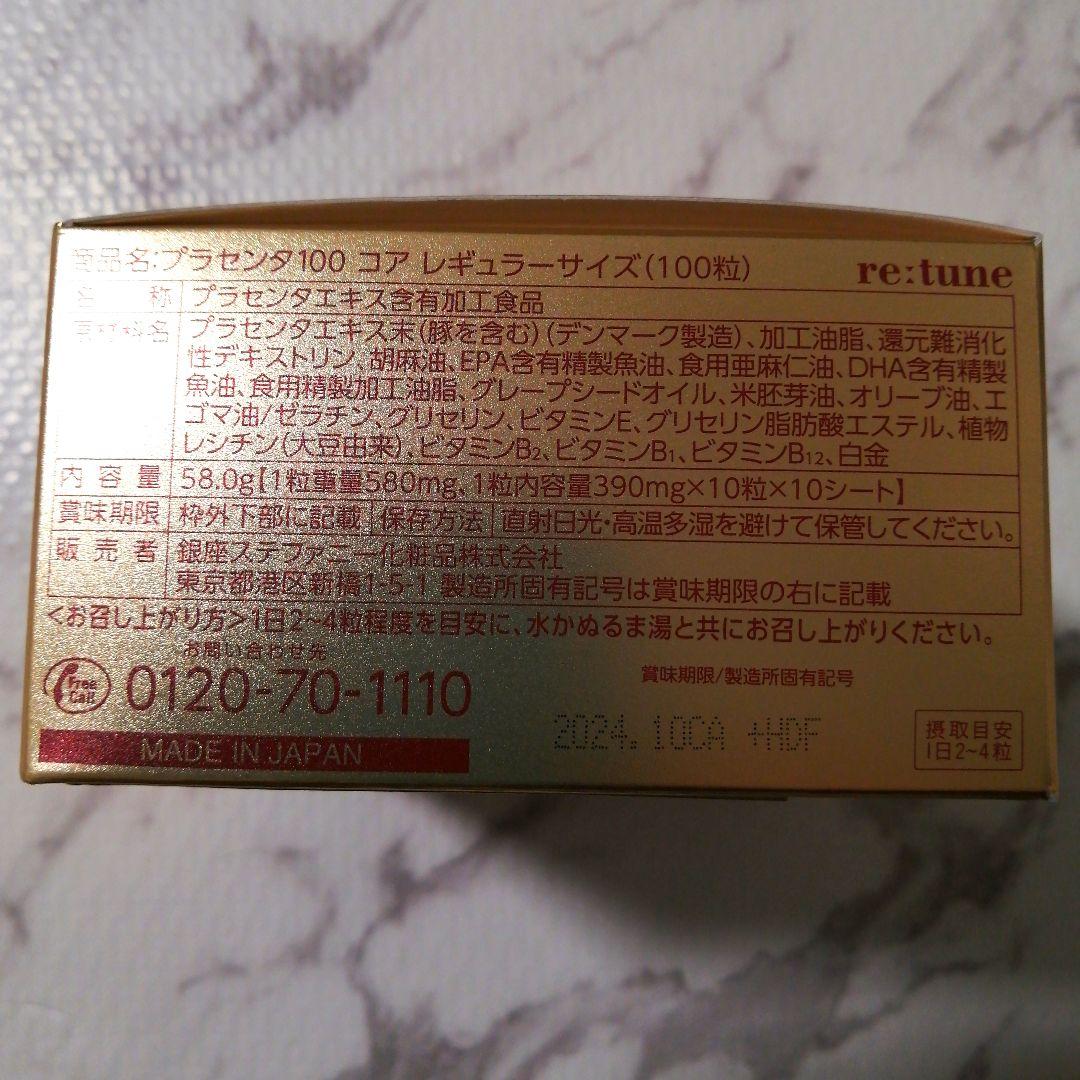 商品名:プラセンタ100 コア レギュラーサイズ(100粒) re:tune
名 称 プラセンタエキス含有加工食品
原材料名 プラセンタエキス末(豚を含む)(デンマーク製造)、加工油脂、還元難消化
性デキストリン、胡麻油、EPA含有精製魚油、食用亜麻仁油、DHA含有精製
魚油、食用精製加工油脂、グレープシードオイル、米胚芽油、オリーブ油、エ
ゴマ油/ゼラチン、グリセリン、ビタミンE、グリセリン脂肪酸エステル、植物
レシチン(大豆由来)、ビタミンB₂、ビタミンB₁、ビタミンB₁₂、白金
内容量 58.0g【1粒重量580mg、1粒内容量390mg×10粒×10シート】
賞味期限 枠外下部に記載 保存方法 直射日光・高温多湿を避けて保管してください。
販売者 銀座ステファニー化粧品株式会社
東京都港区新橋1-5-1 製造所固有記号は賞味期限の右に記載
<お召し上がり方>1日2~4粒程度を目安に、水かぬるま湯と共にお召し上がりください。
お問い合わせ先
Free Call 0120-70-1110
賞味期限/製造所固有記号
2024.10CA +HDF
摂取目安
1日2~4粒
MADE IN JAPAN